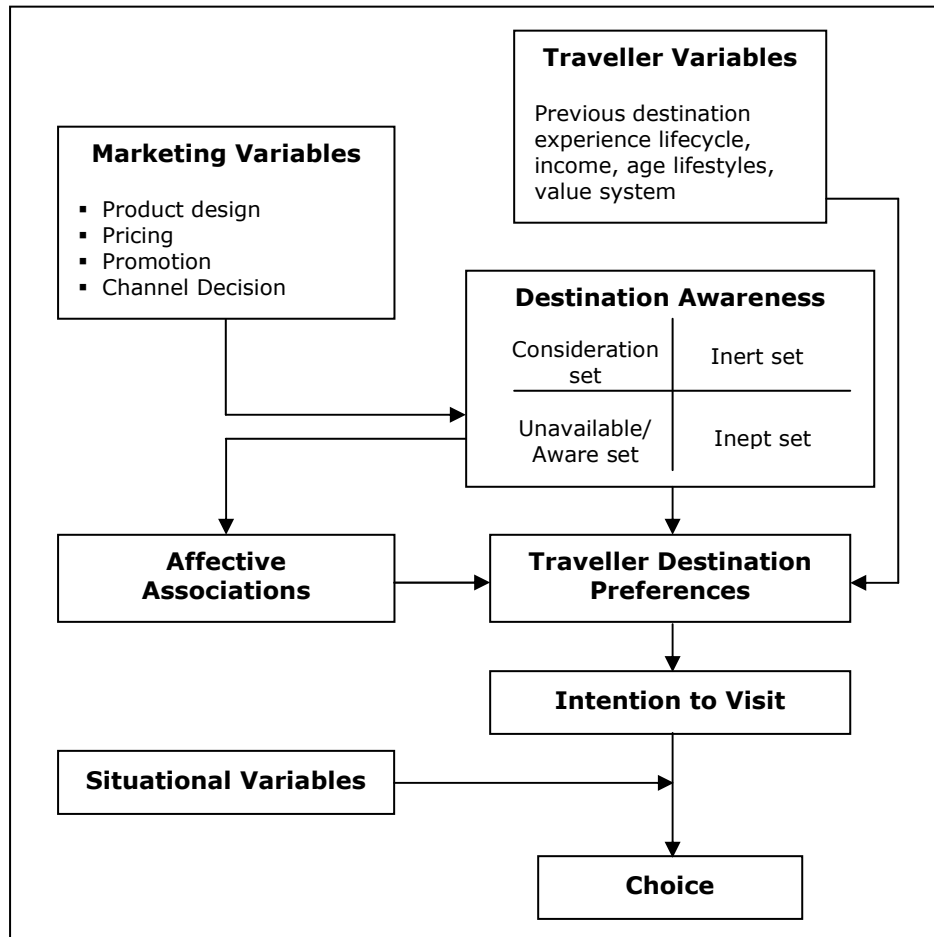 Traveller Variables
Previous destination
experience lifecycle,
income, age lifestyles,
value system
Marketing Variables
▪ Product design
▪ Pricing
▪ Promotion
▪ Channel Decision
Destination Awareness
Consideration
set
Inert set
Unavailable/
Aware set
Inept set
Affective
Associations
Traveller Destination
Preferences
Intention to Visit
Situational Variables
Choice